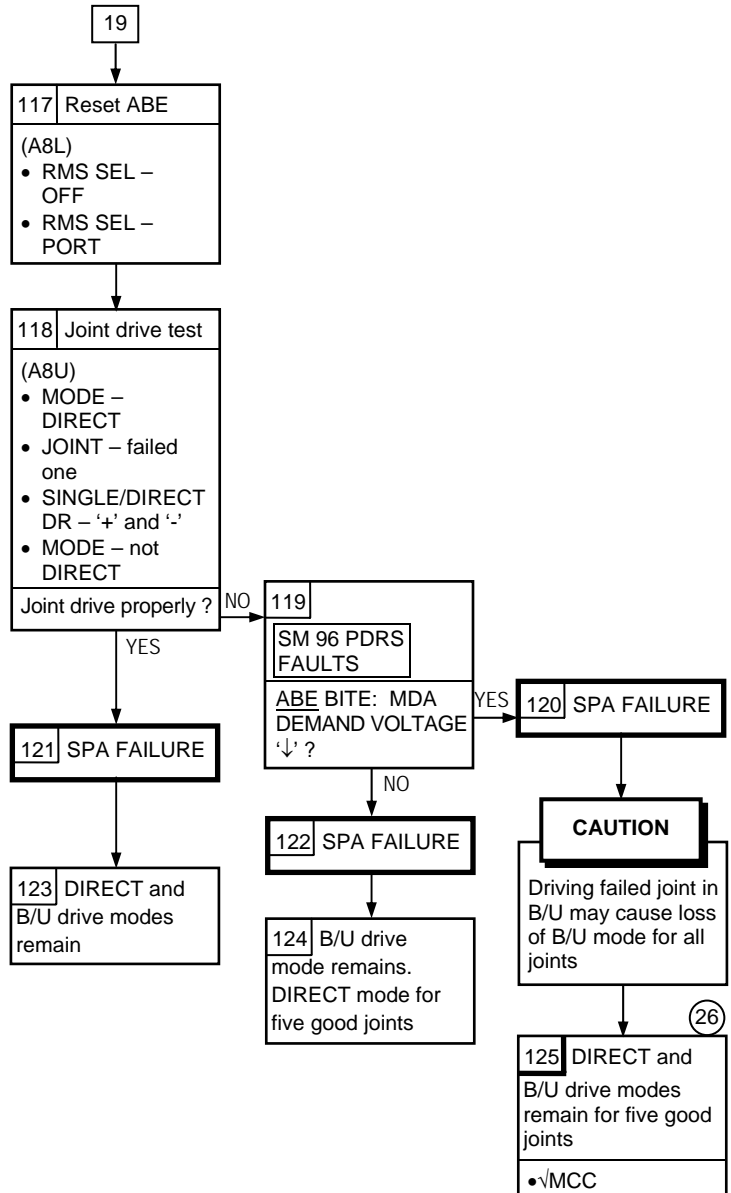 19
117 Reset ABE
(A8L)
• RMS SEL –
OFF
• RMS SEL –
PORT
118 Joint drive test
(A8U)
• MODE –
DIRECT
• JOINT – failed
one
• SINGLE/DIRECT
DR – ‘+’ and ‘-’
• MODE – not
DIRECT
Joint drive properly ?
NO
YES
119
SM 96 PDRS
FAULTS
ABE BITE: MDA
DEMAND VOLTAGE
‘↓’ ?
YES
NO
120 SPA FAILURE
CAUTION
Driving failed joint in
B/U may cause loss
of B/U mode for all
joints
26
125 DIRECT and
B/U drive modes
remain for five good
joints
•√MCC
122 SPA FAILURE
124 B/U drive
mode remains.
DIRECT mode for
five good joints
121 SPA FAILURE
123 DIRECT and
B/U drive modes
remain